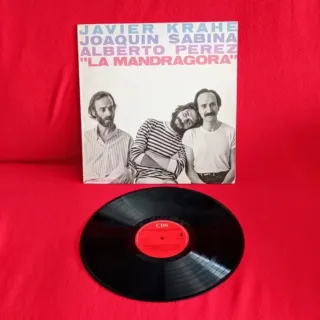 JAVIER KRAHE
JOAQUIN SABINA
ALBERTO PEREZ
"LA MANDRAGORA"
CBS